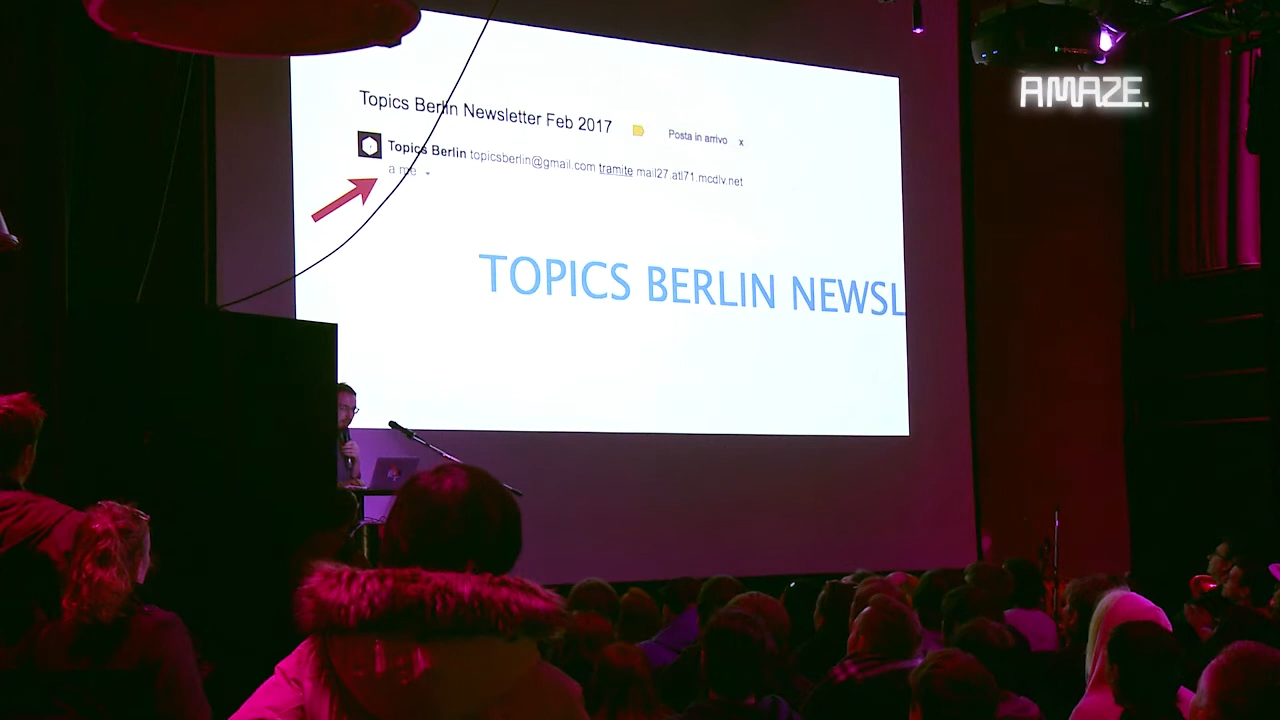 AMAZE.
Topics Berlin Newsletter Feb 2017 Posta in arrivo x
Topics Berlin topicsberlin@gmail.com tramite mail27.atl71.mcdlv.net
a me
TOPICS BERLIN NEWSL